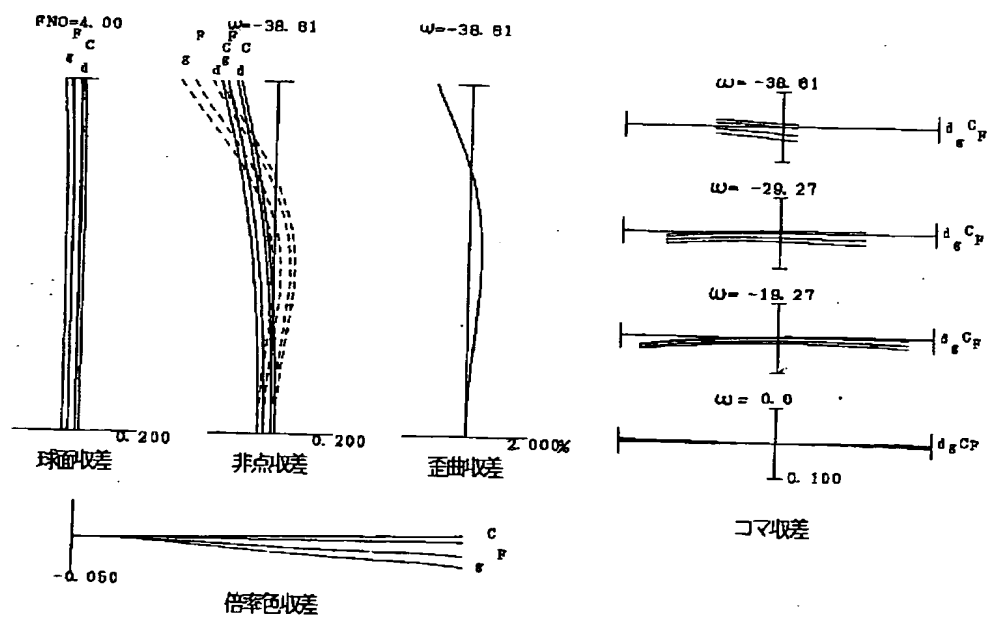 FNO=4.00
F
C
g
d
ω=-38.61
F
g
F
C C
g
d d
ω=-38.61
0.200
球面収差
0.200
非点収差
2.000%
歪曲収差
ω= -38.61
d g C F
ω= -29.27
d g C F
ω= -19.27
d g C F
ω= 0.0
d g C F
0.100
コマ収差
C
F
g
-0.050
倍率色収差